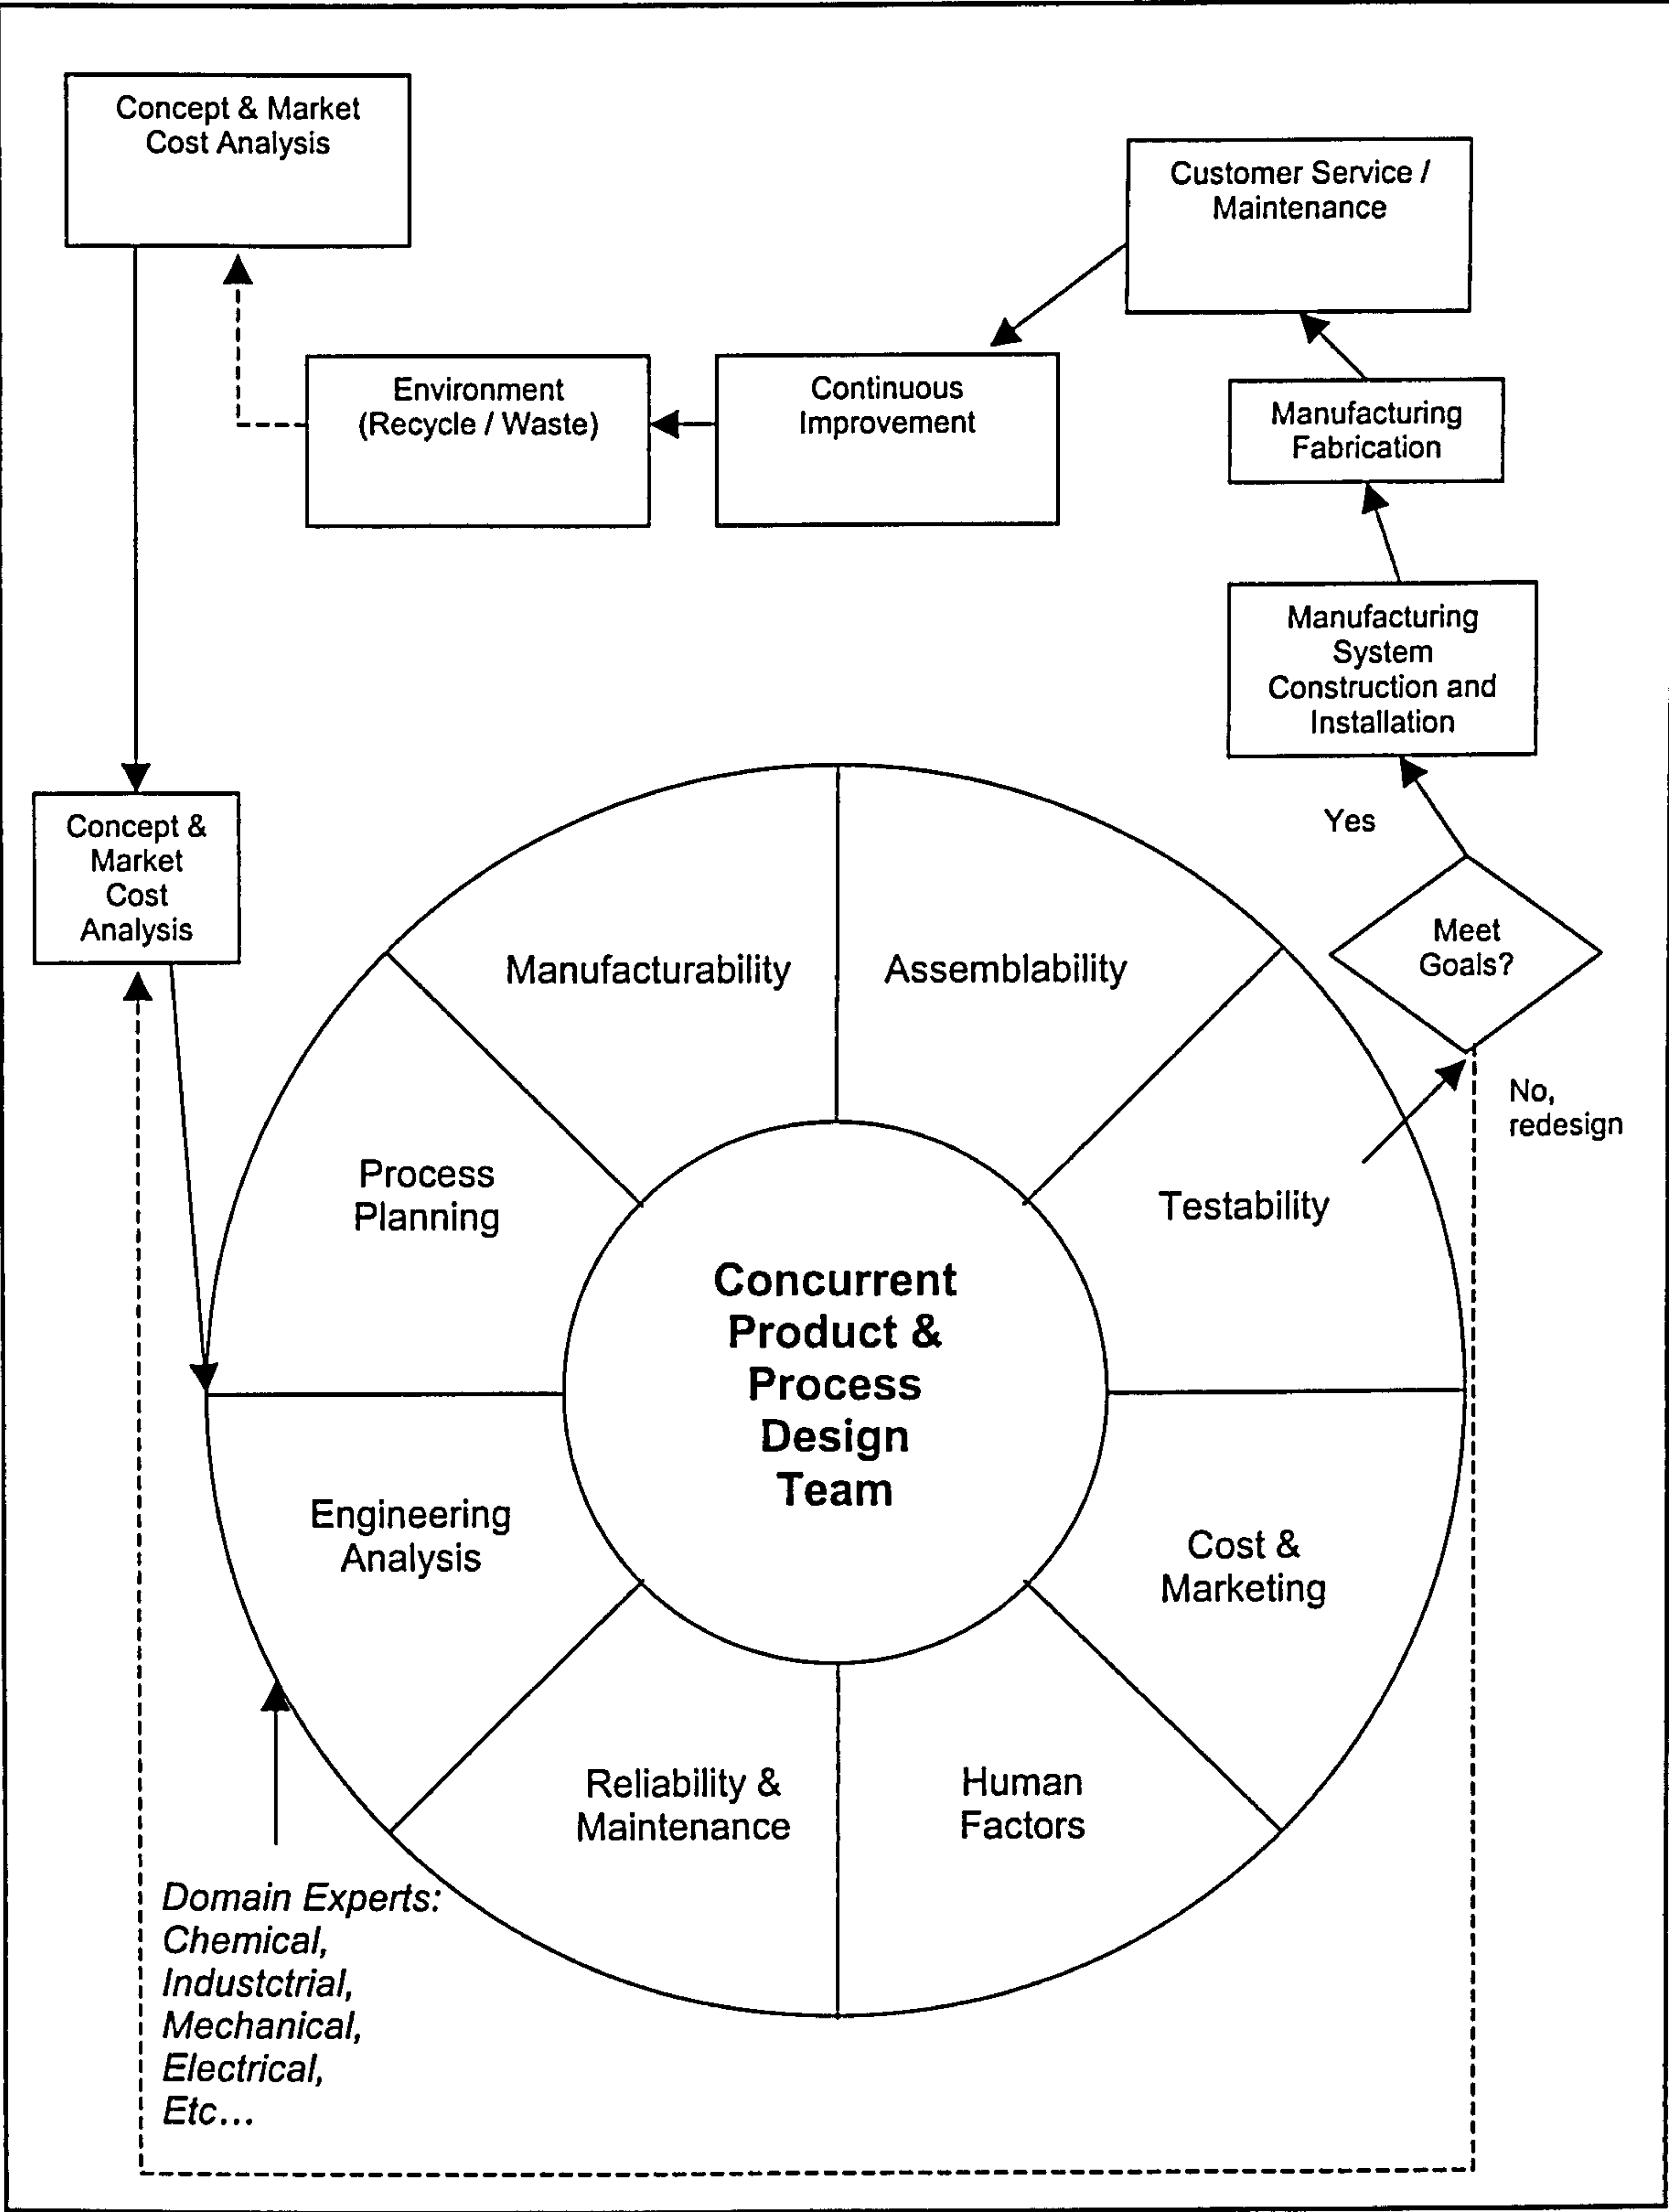 Concept & Market
Cost Analysis
Customer Service /
Maintenance
Environment
(Recycle / Waste)
Continuous
Improvement
Manufacturing
Fabrication
Manufacturing
System
Construction and
Installation
Yes
Concept &
Market
Cost
Analysis
Meet
Goals?
No,
redesign
Manufacturability
Assemblability
Process
Planning
Testability
Concurrent
Product &
Process
Design
Team
Engineering
Analysis
Cost &
Marketing
Reliability &
Maintenance
Human
Factors
Domain Experts:
Chemical,
Industctrial,
Mechanical,
Electrical,
Etc...